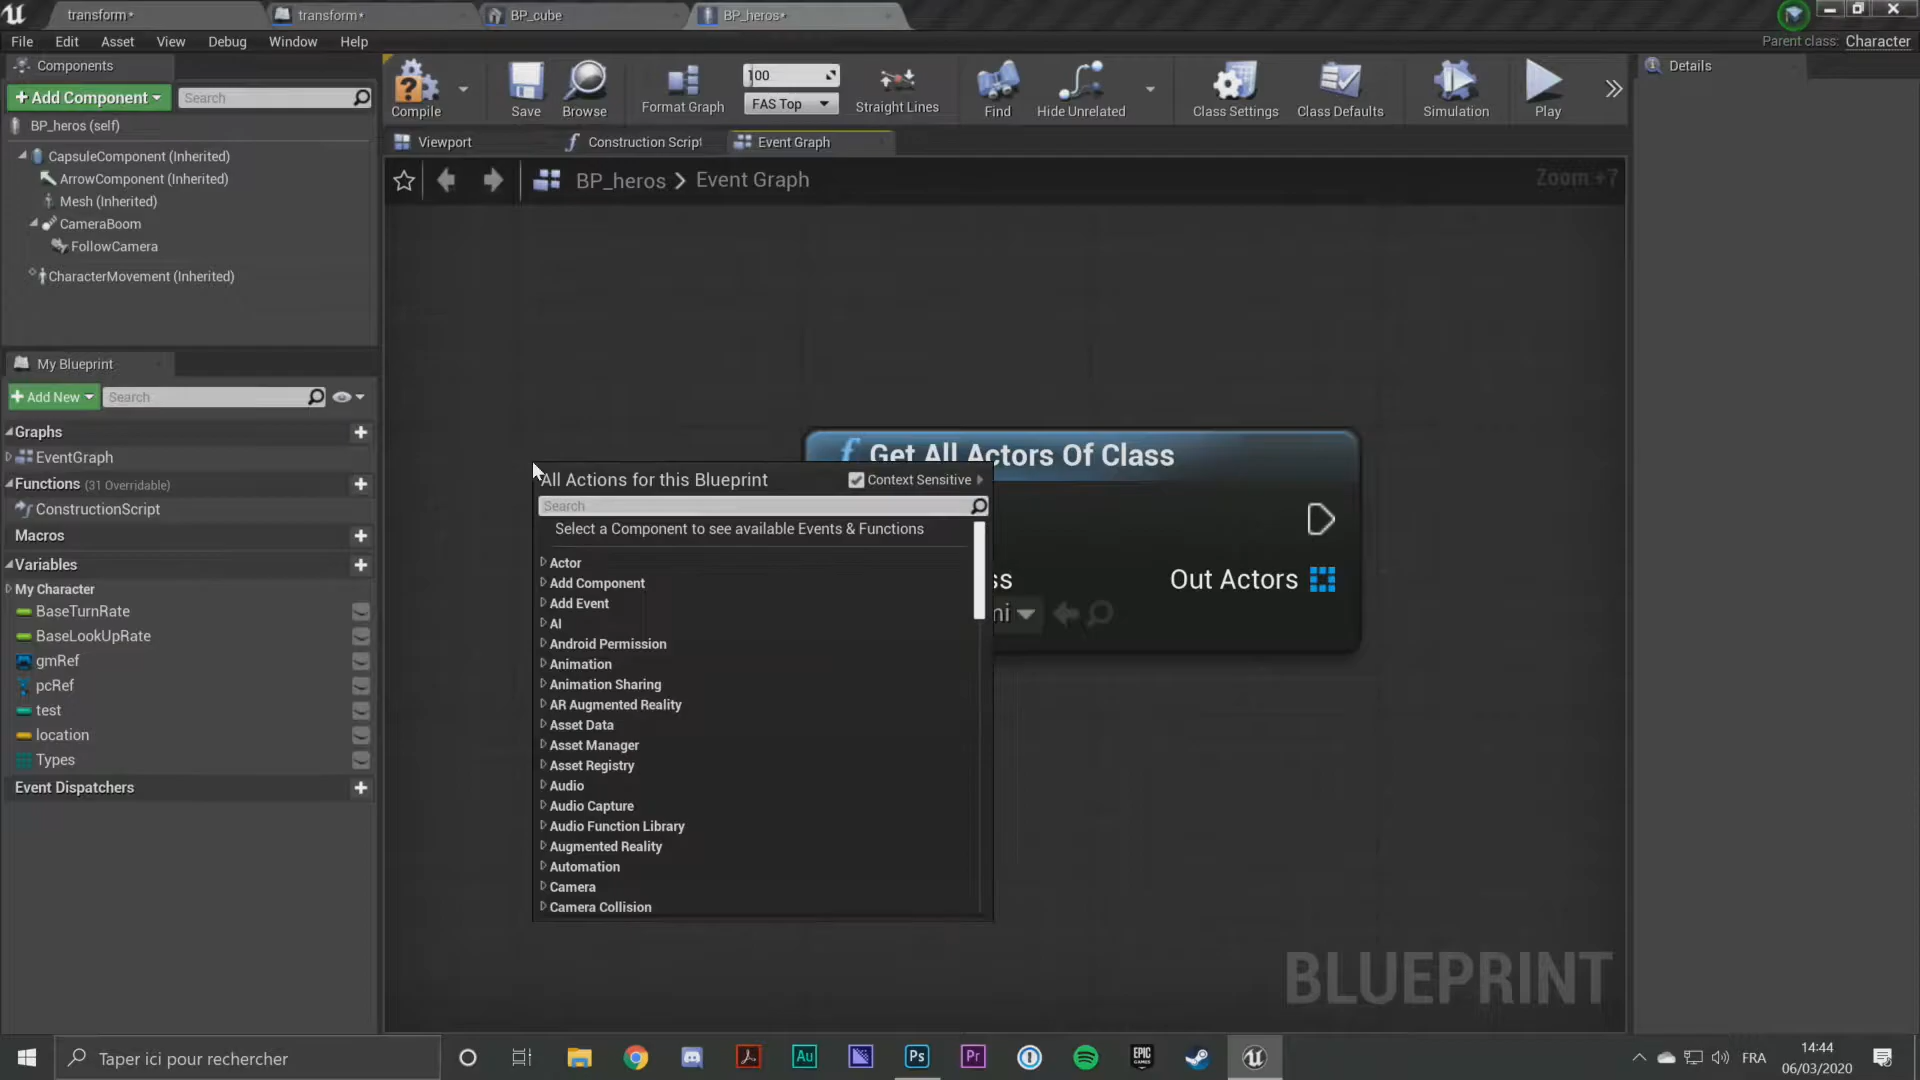 transform*
transform*
BP_cube
BP_heros*
File Edit Asset View Debug Window Help
Parent class: Character
Components
+ Add Component
Search
BP_heros (self)
CapsuleComponent (Inherited)
ArrowComponent (Inherited)
Mesh (Inherited)
CameraBoom
FollowCamera
CharacterMovement (Inherited)
My Blueprint
+ Add New
Search
Graphs
EventGraph
Functions (31 Overridable)
ConstructionScript
Macros
Variables
My Character
BaseTurnRate
BaseLookUpRate
gmRef
pcRef
test
location
Types
Event Dispatchers
Compile
Save
Browse
Format Graph
100
FAS Top
Straight Lines
Find
Hide Unrelated
Class Settings
Class Defaults
Simulation
Play
Details
Viewport
Construction Script
Event Graph
BP_heros > Event Graph
Zoom +7
Get All Actors Of Class
Out Actors
All Actions for this Blueprint
Context Sensitive
Search
Select a Component to see available Events & Functions
Actor
Add Component
Add Event
AI
Android Permission
Animation
Animation Sharing
AR Augmented Reality
Asset Data
Asset Manager
Asset Registry
Audio
Audio Capture
Audio Function Library
Augmented Reality
Automation
Camera
Camera Collision
BLUEPRINT
Taper ici pour rechercher
Au
Ps
Pr
EPIC GAMES
FRA
14:44
06/03/2020